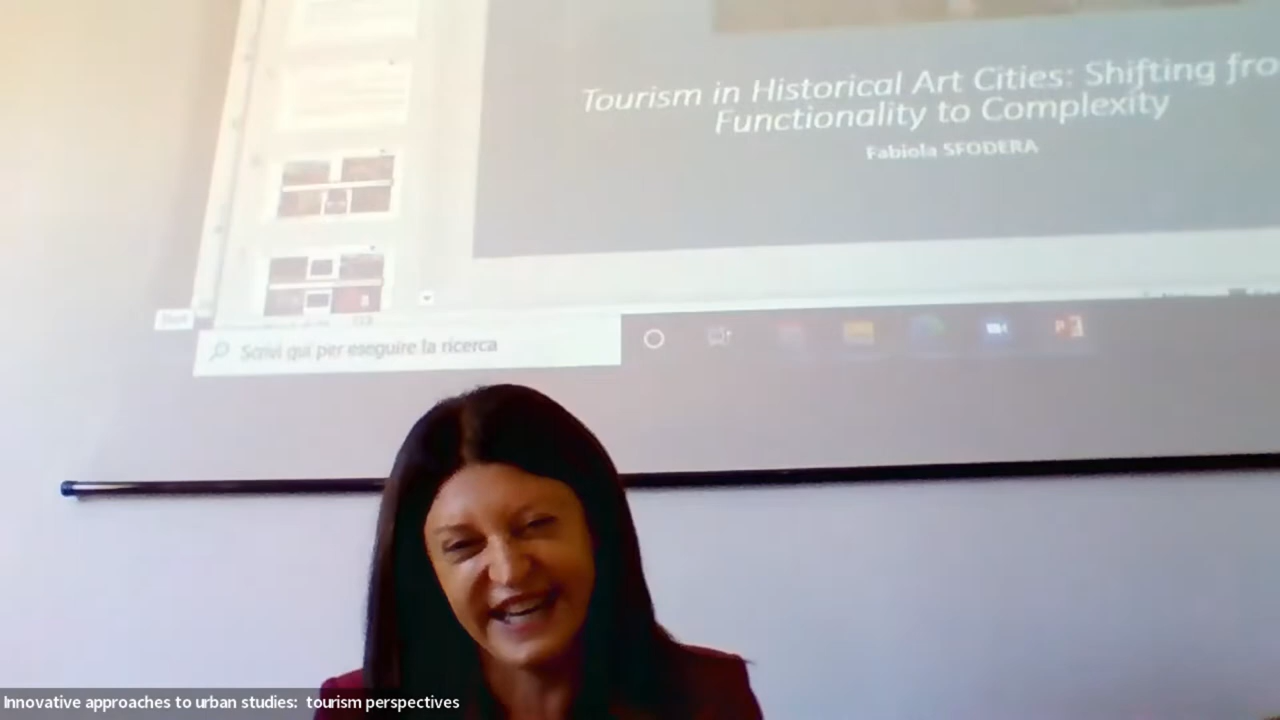 Tourism in Historical Art Cities: Shifting fro
Functionality to Complexity
Fabiola SFODERA
Scrivi qui per eseguire la ricerca
Innovative approaches to urban studies: tourism perspectives